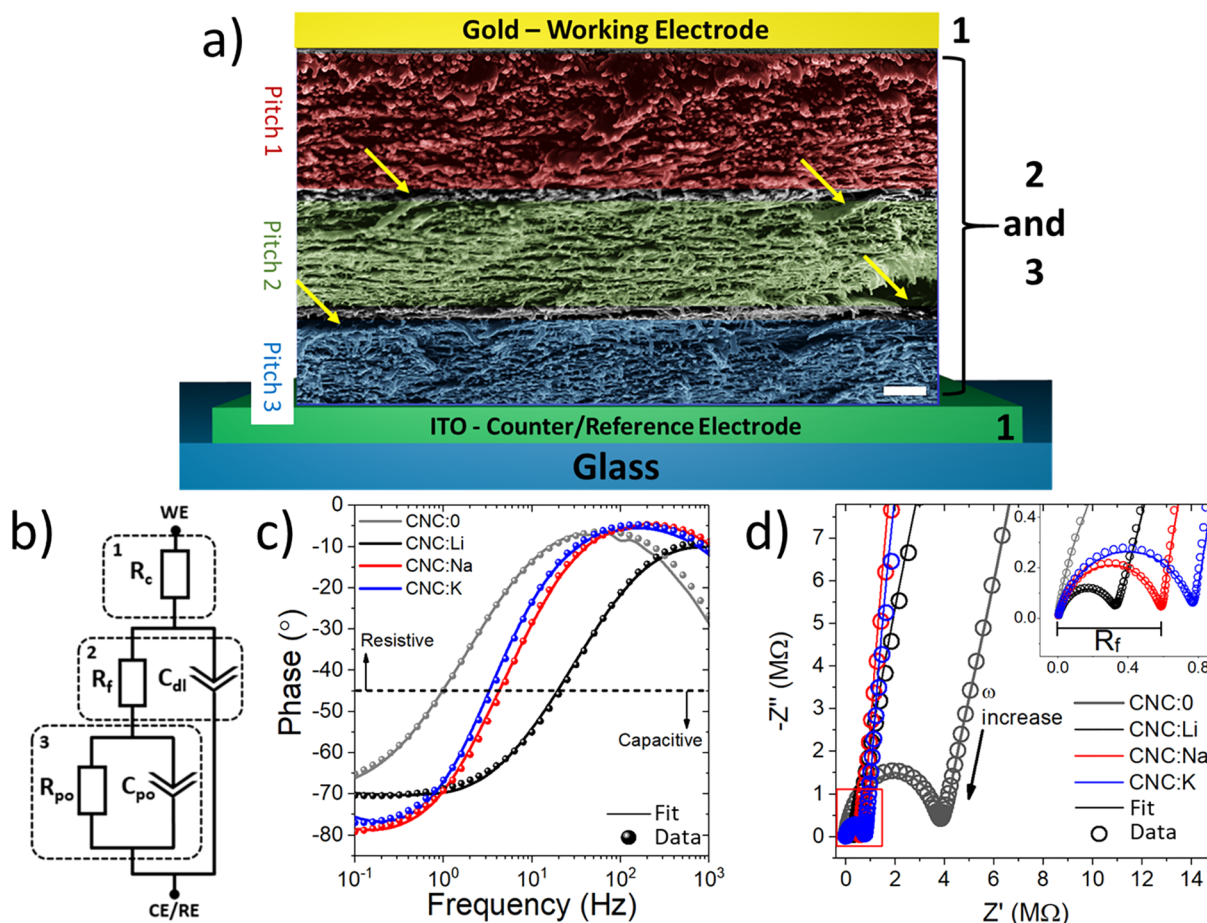 a)
Gold – Working Electrode
1
Pitch 1
Pitch 2
Pitch 3
2
and
3
ITO - Counter/Reference Electrode
1
Glass
b)
WE
1
Rc
2
Rf
Cdl
3
Rpo
Cpo
CE/RE
c)
0
-10
-20
-30
-40
-50
-60
-70
-80
Phase (°)
CNC:0
CNC:Li
CNC:Na
CNC:K
Resistive
Capacitive
Fit
Data
10-1
100
101
102
103
Frequency (Hz)
d)
7
6
5
4
3
2
1
0
-Z'' (MΩ)
0.4
0.2
0.0
0.0
0.4
0.8
Rf
ω
increase
CNC:0
CNC:Li
CNC:Na
CNC:K
Fit
Data
0
2
4
6
8
10
12
14
Z' (MΩ)